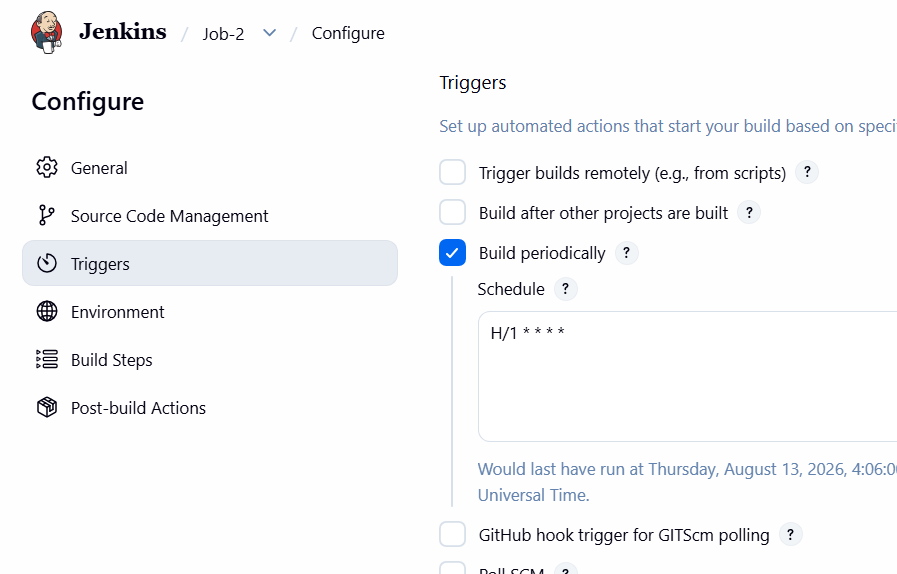 Jenkins / Job-2 / Configure
Configure
General
Source Code Management
Triggers
Environment
Build Steps
Post-build Actions
Triggers
Set up automated actions that start your build based on speci
Trigger builds remotely (e.g., from scripts) ?
Build after other projects are built ?
Build periodically ?
Schedule ?
H/1 * * * *
Would last have run at Thursday, August 13, 2026, 4:06:0
Universal Time.
GitHub hook trigger for GITScm polling ?
Poll SCM ?